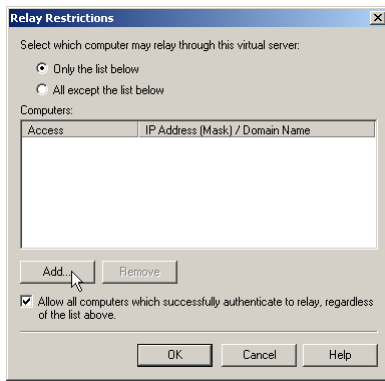 Relay Restrictions
Select which computer may relay through this virtual server:
Only the list below
All except the list below
Computers:
Access IP Address (Mask) / Domain Name
Add... Remove
Allow all computers which successfully authenticate to relay, regardless
of the list above.
OK Cancel Help